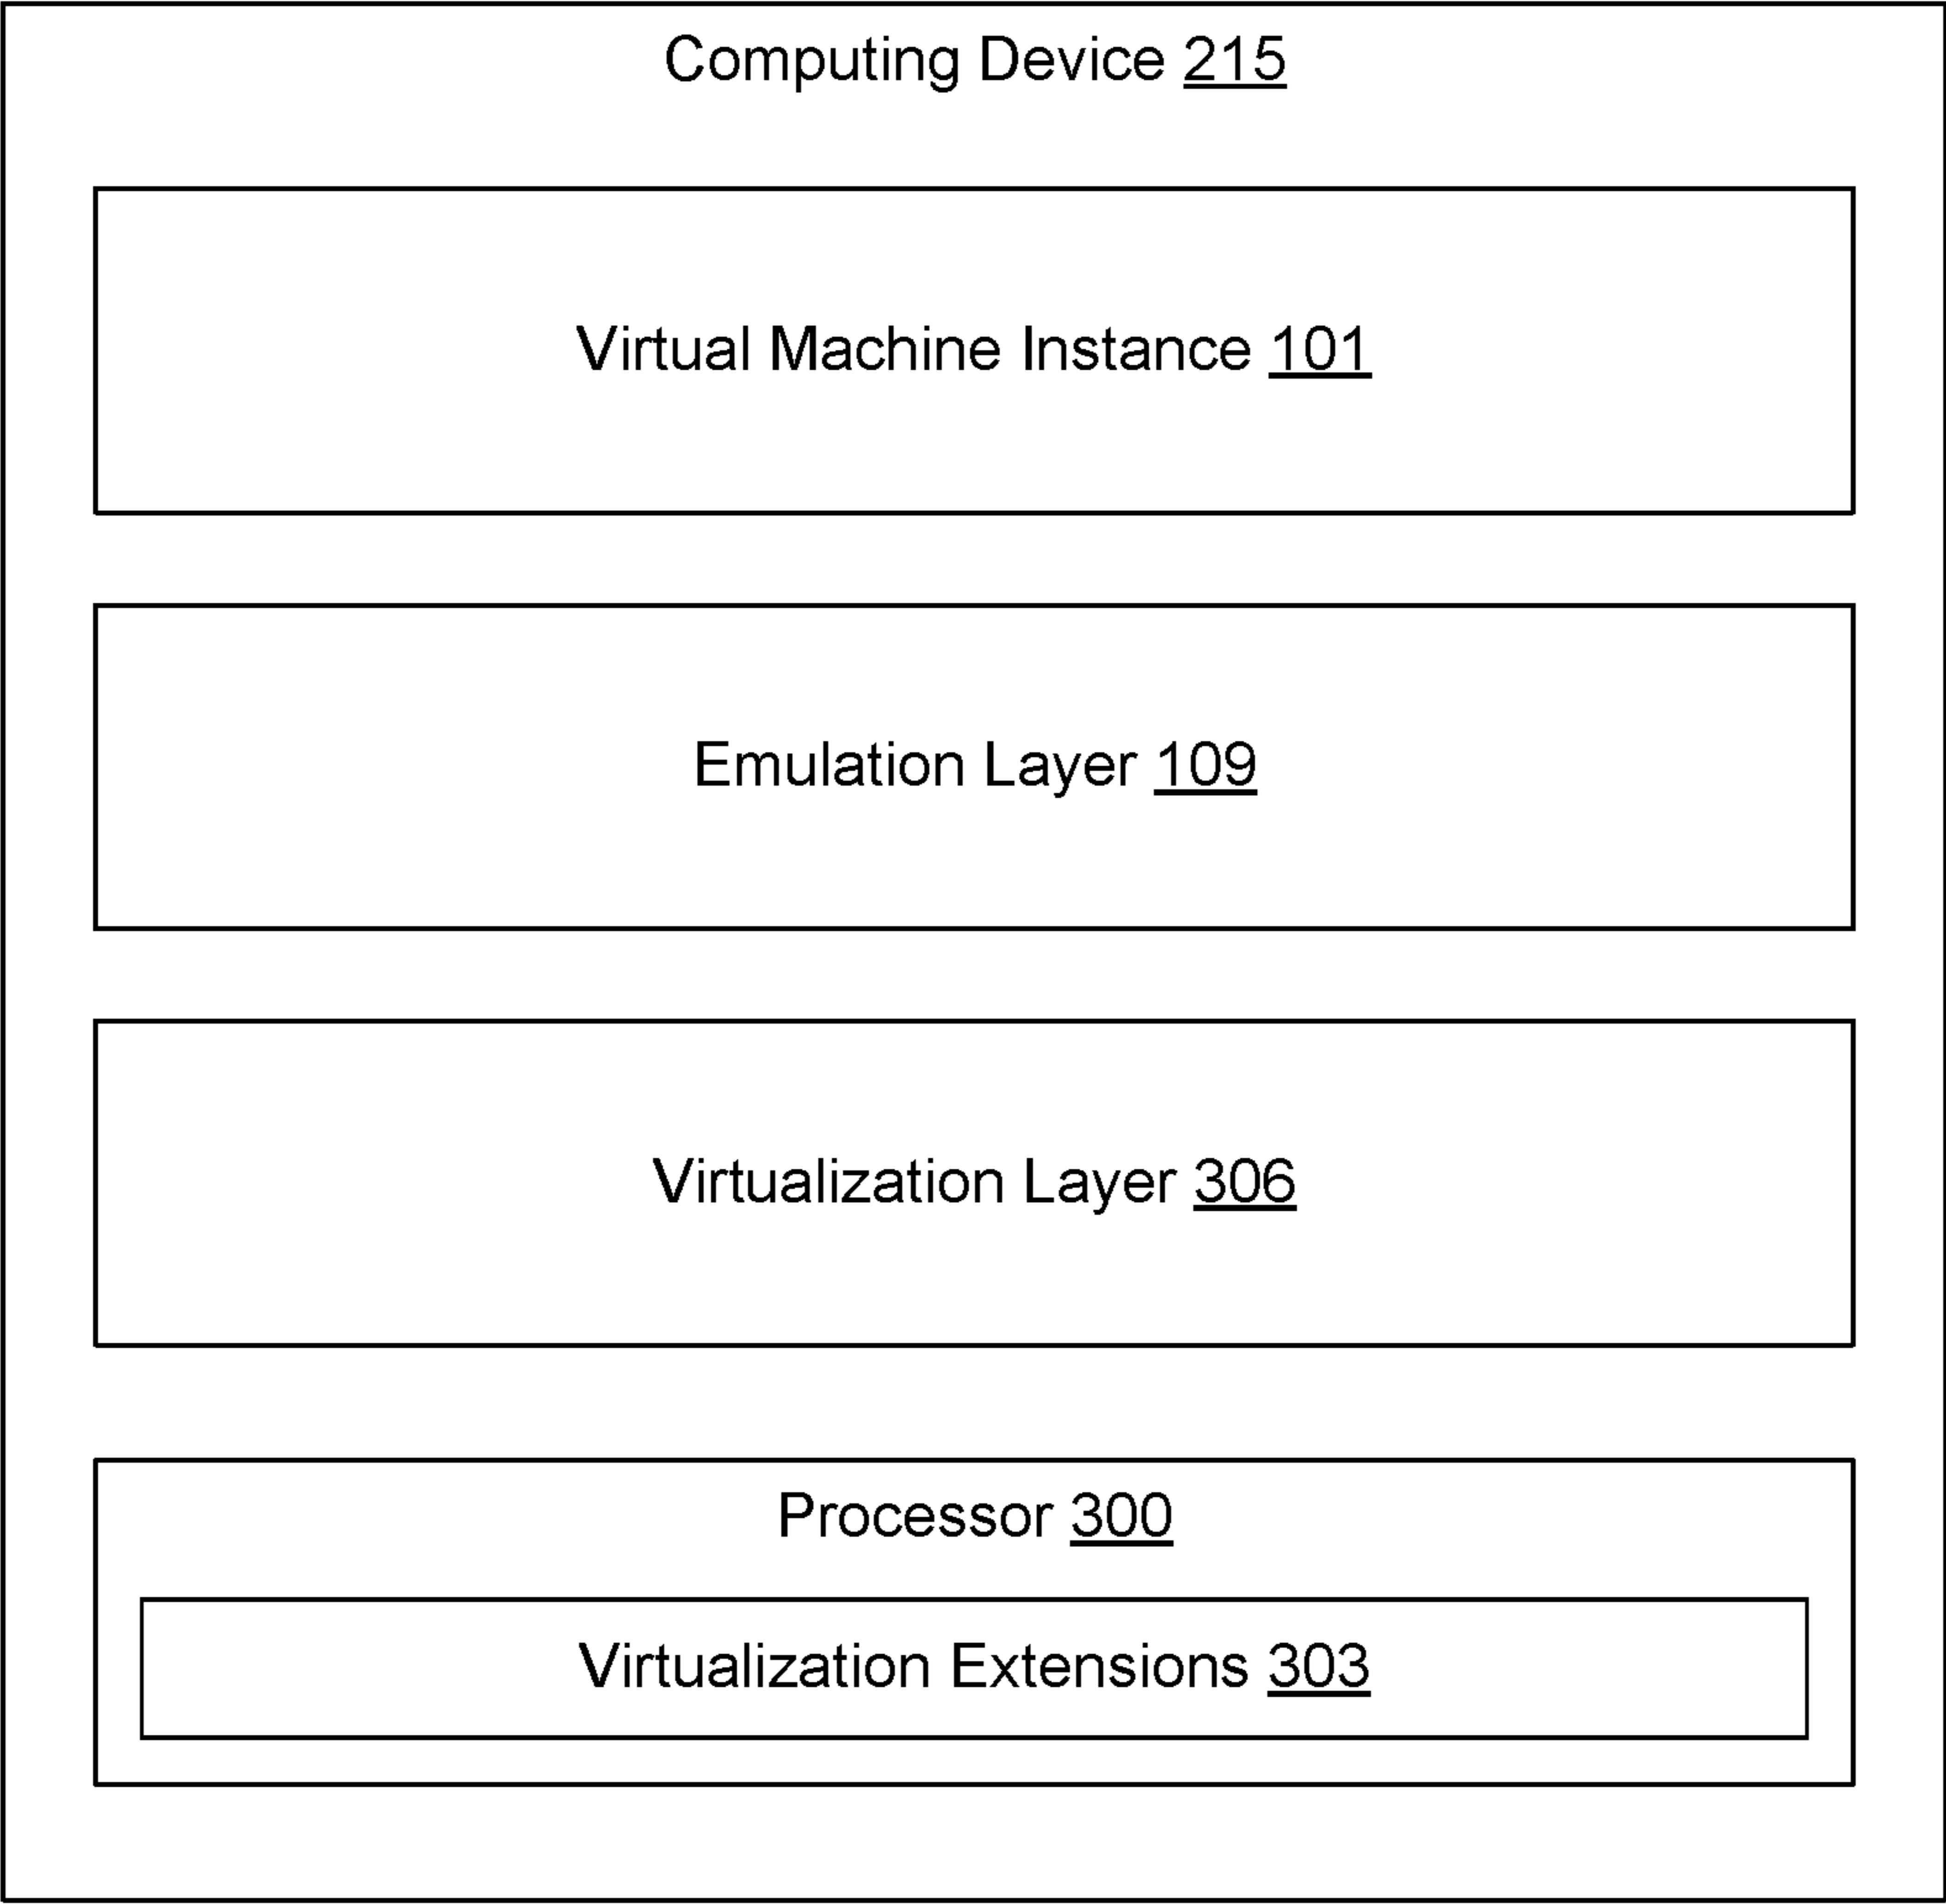 Computing Device 215
Virtual Machine Instance 101
Emulation Layer 109
Virtualization Layer 306
Processor 300
Virtualization Extensions 303